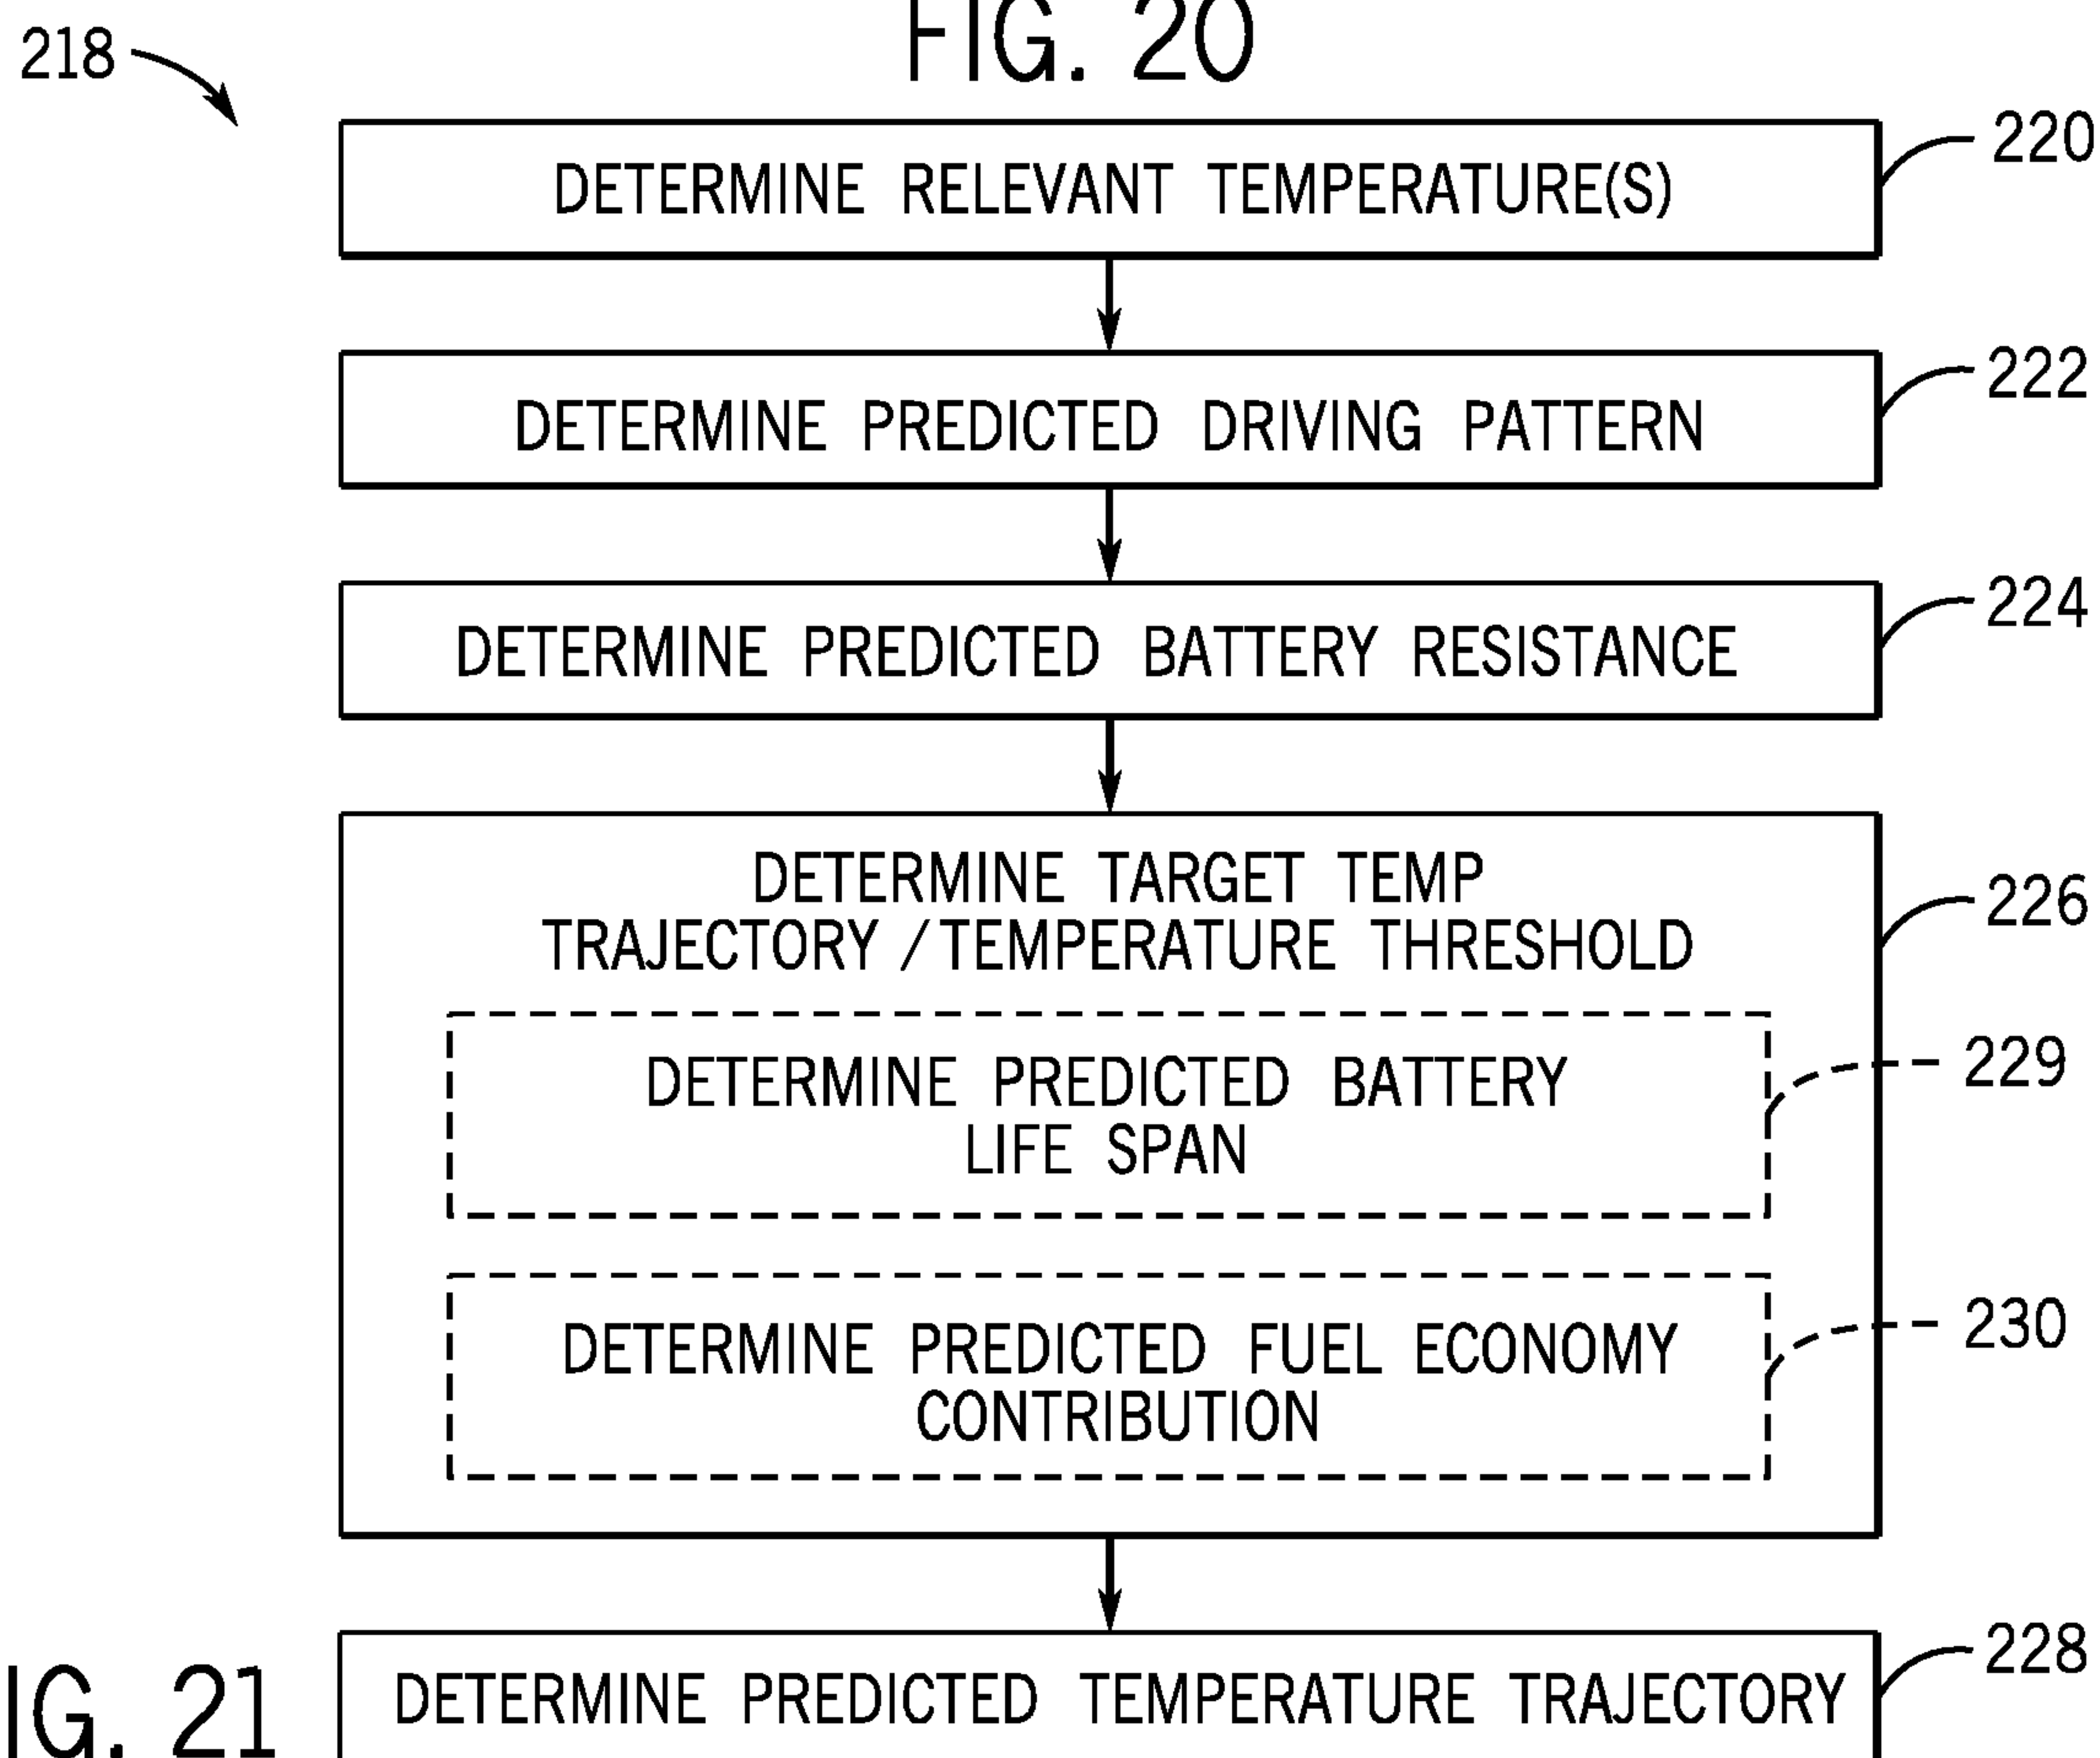 FIG. 20
218
DETERMINE RELEVANT TEMPERATURE(S)
220
DETERMINE PREDICTED DRIVING PATTERN
222
DETERMINE PREDICTED BATTERY RESISTANCE
224
DETERMINE TARGET TEMP
TRAJECTORY/TEMPERATURE THRESHOLD
226
DETERMINE PREDICTED BATTERY
LIFE SPAN
229
DETERMINE PREDICTED FUEL ECONOMY
CONTRIBUTION
230
DETERMINE PREDICTED TEMPERATURE TRAJECTORY
228
IG. 21